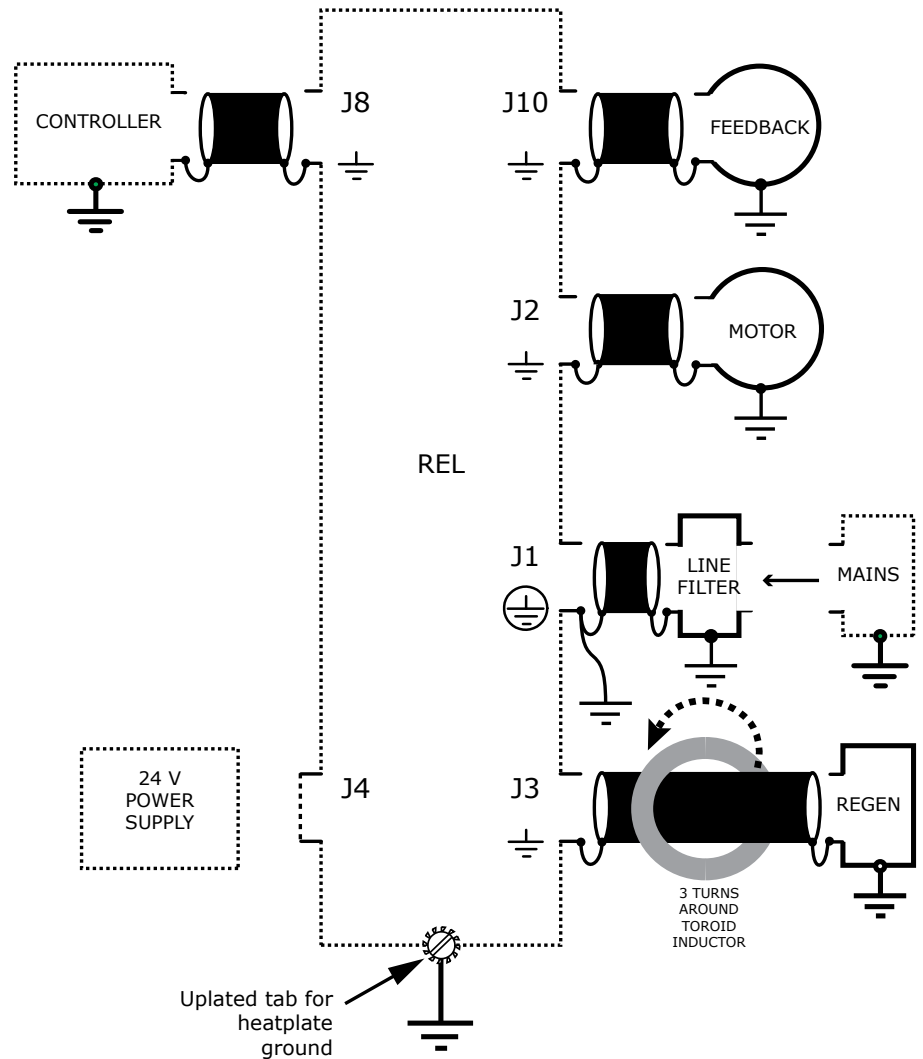 CONTROLLER
J8
J10
FEEDBACK
J2
MOTOR
REL
J1
LINE
FILTER
MAINS
24 V
POWER
SUPPLY
J4
J3
REGEN
3 TURNS
AROUND
TOROID
INDUCTOR
Uplated tab for
heatplate
ground